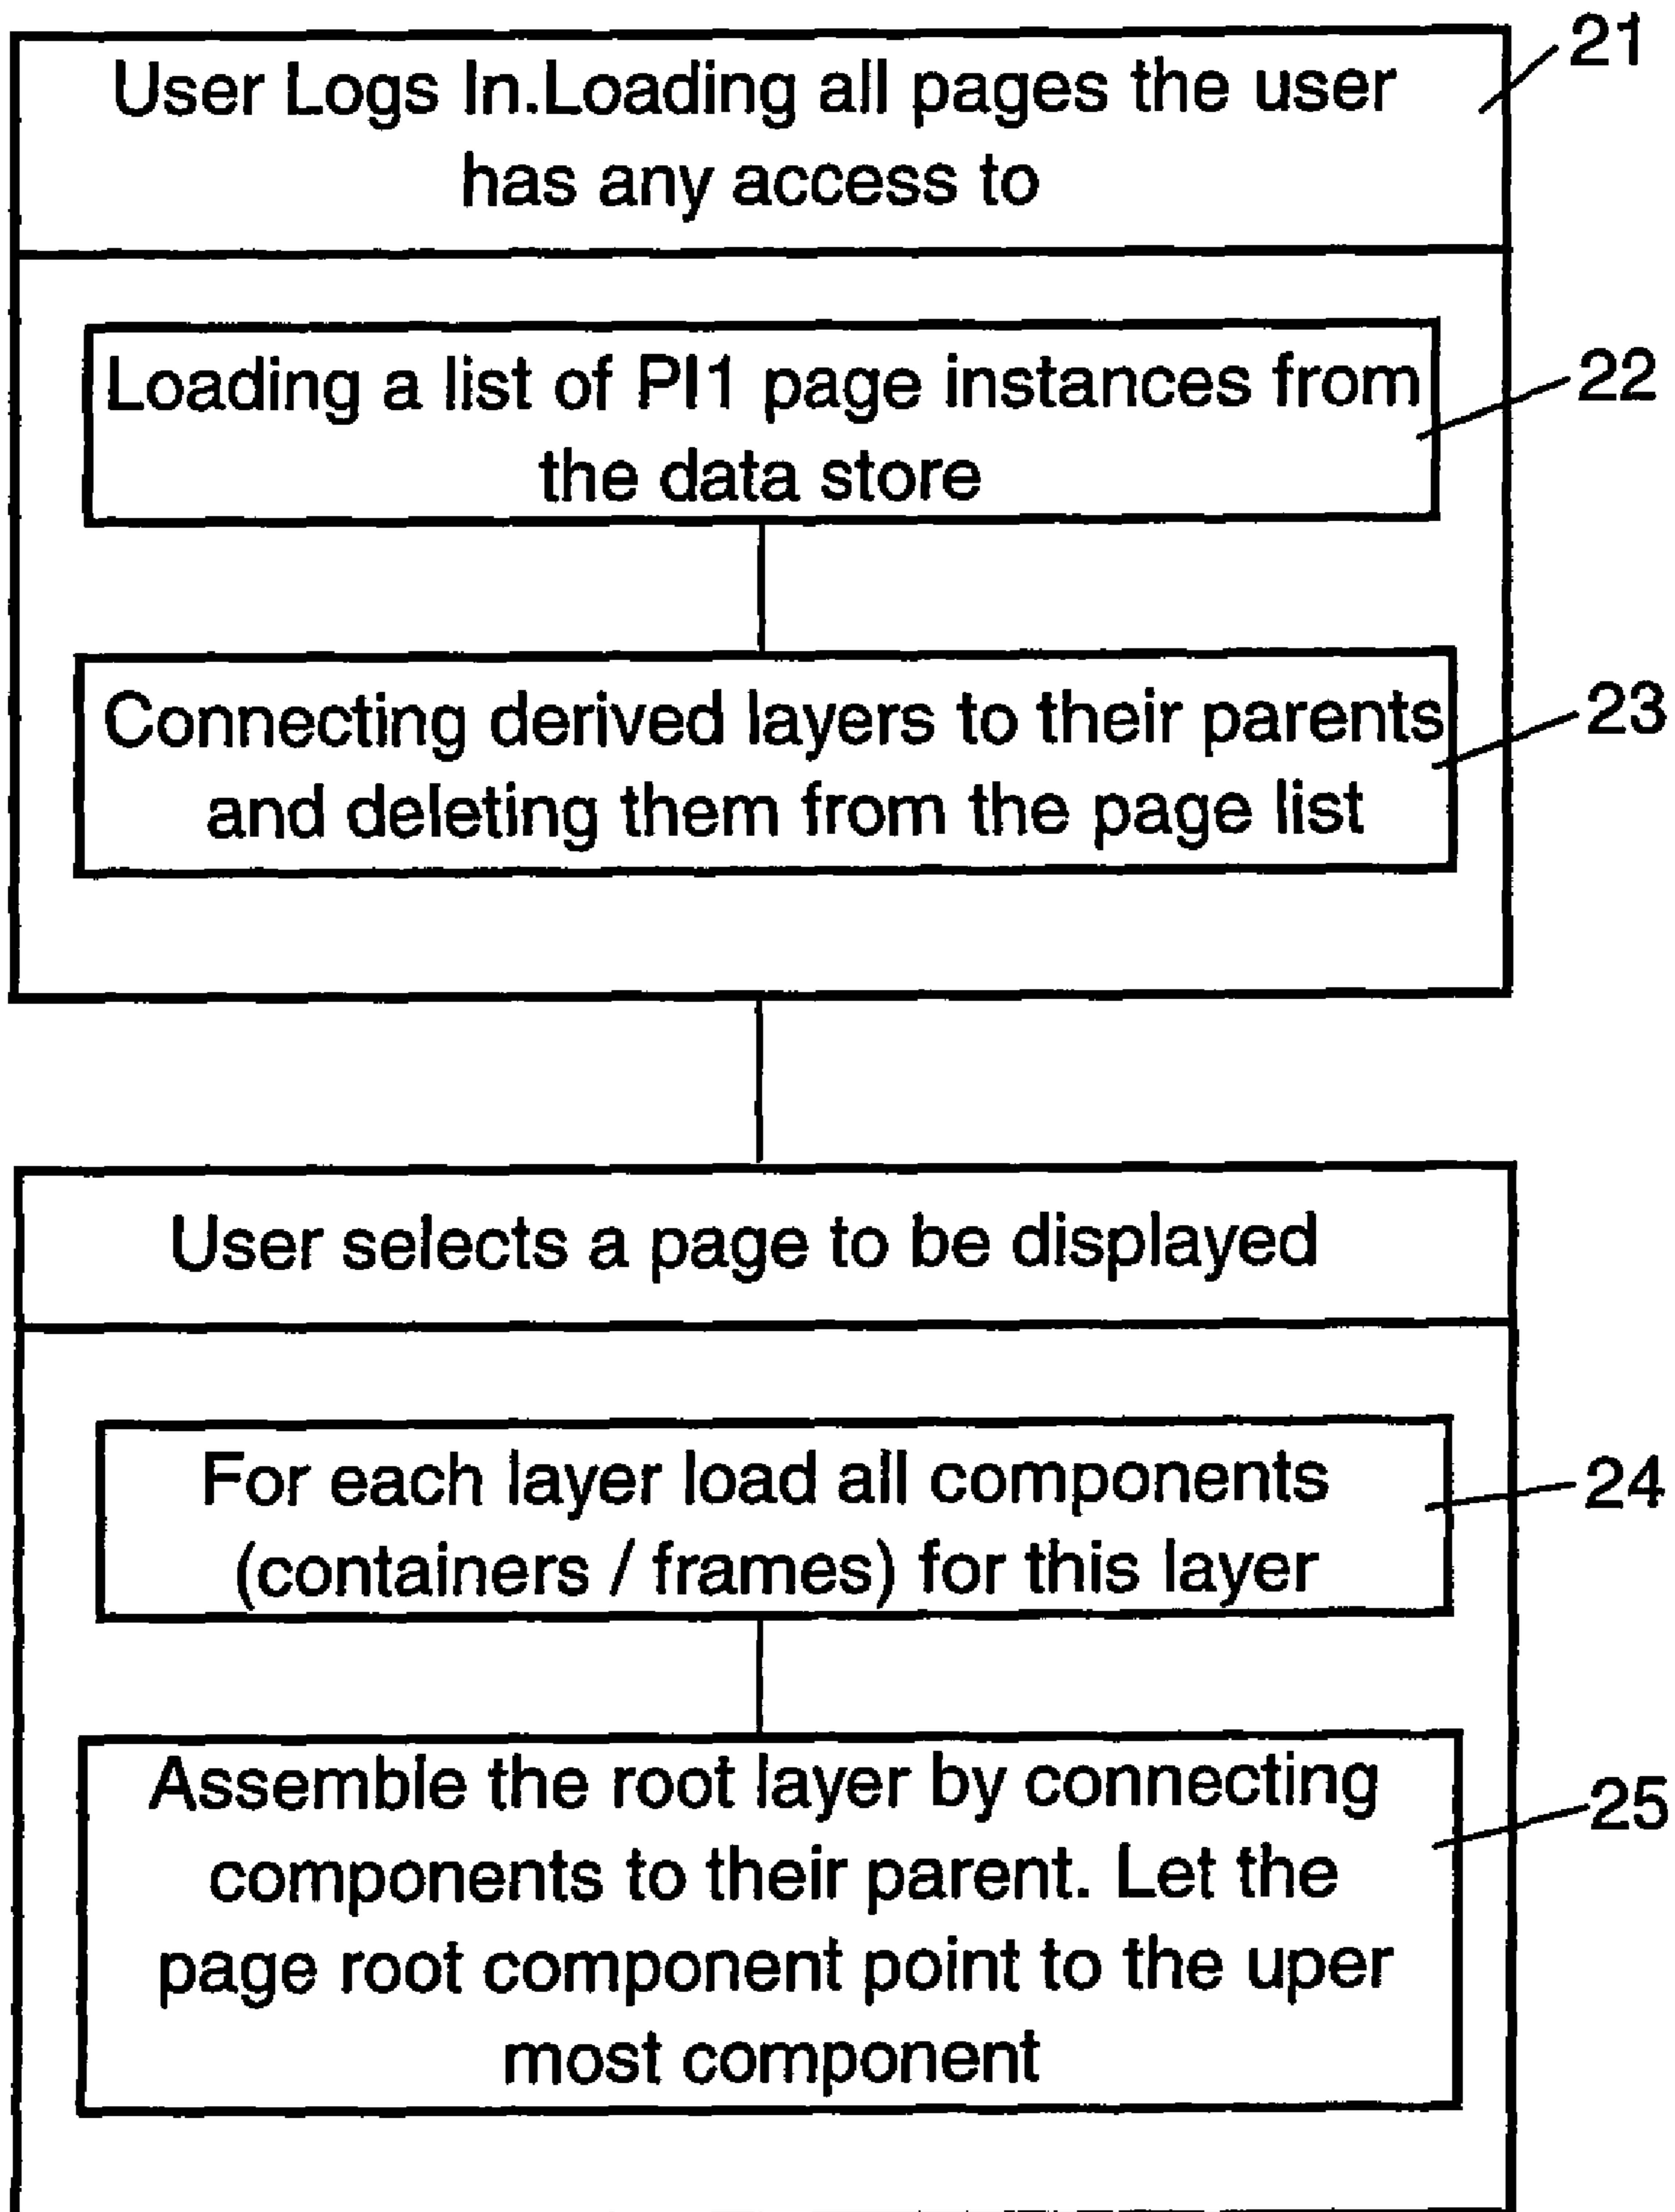 21
User Logs In.Loading all pages the user
has any access to
Loading a list of PI1 page instances from
the data store
22
Connecting derived layers to their parents
and deleting them from the page list
23
User selects a page to be displayed
For each layer load all components
(containers / frames) for this layer
24
Assemble the root layer by connecting
components to their parent. Let the
page root component point to the uper
most component
25